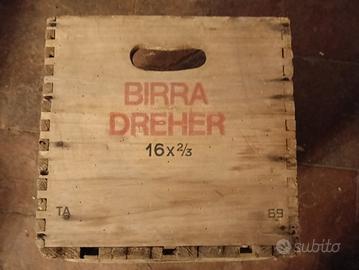 BIRRA
DREHER
16 x 2/3
TA 69
subito